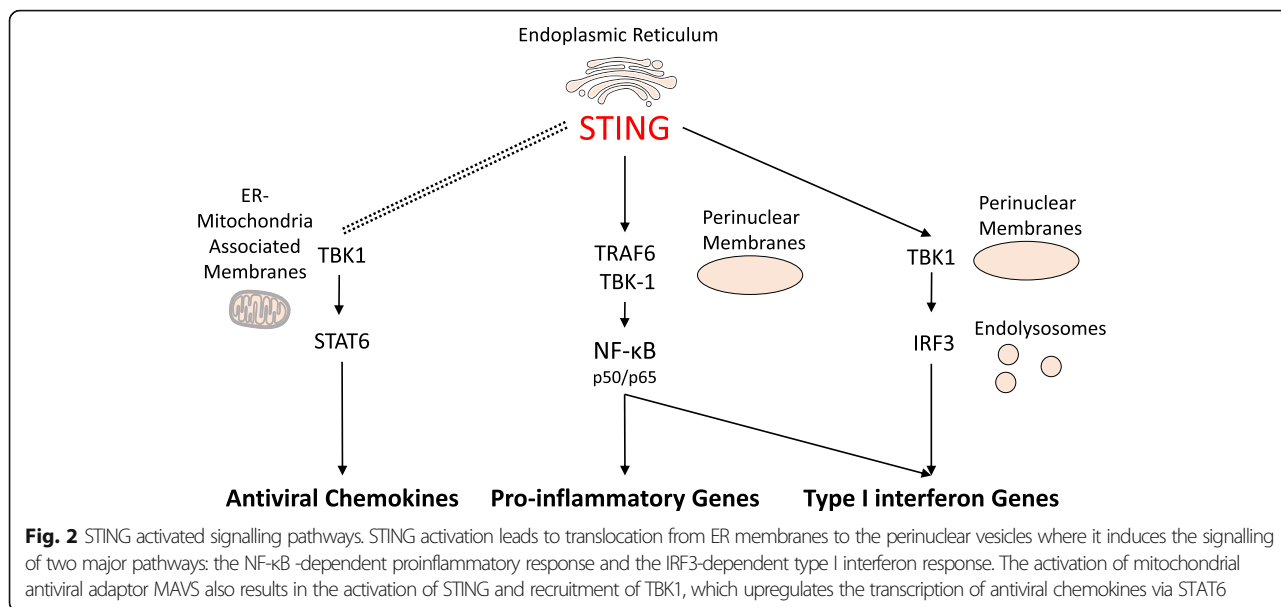 Endoplasmic Reticulum
STING
ER-
Mitochondria
Associated
Membranes
TBK1
STAT6
TRAF6
TBK-1
NF-κB
p50/p65
Perinuclear
Membranes
TBK1
IRF3
Perinuclear
Membranes
Endolysosomes
Antiviral Chemokines Pro-inflammatory Genes Type I interferon Genes
Fig. 2 STING activated signalling pathways. STING activation leads to translocation from ER membranes to the perinuclear vesicles where it induces the signalling
of two major pathways: the NF-κB -dependent proinflammatory response and the IRF3-dependent type I interferon response. The activation of mitochondrial
antiviral adaptor MAVS also results in the activation of STING and recruitment of TBK1, which upregulates the transcription of antiviral chemokines via STAT6